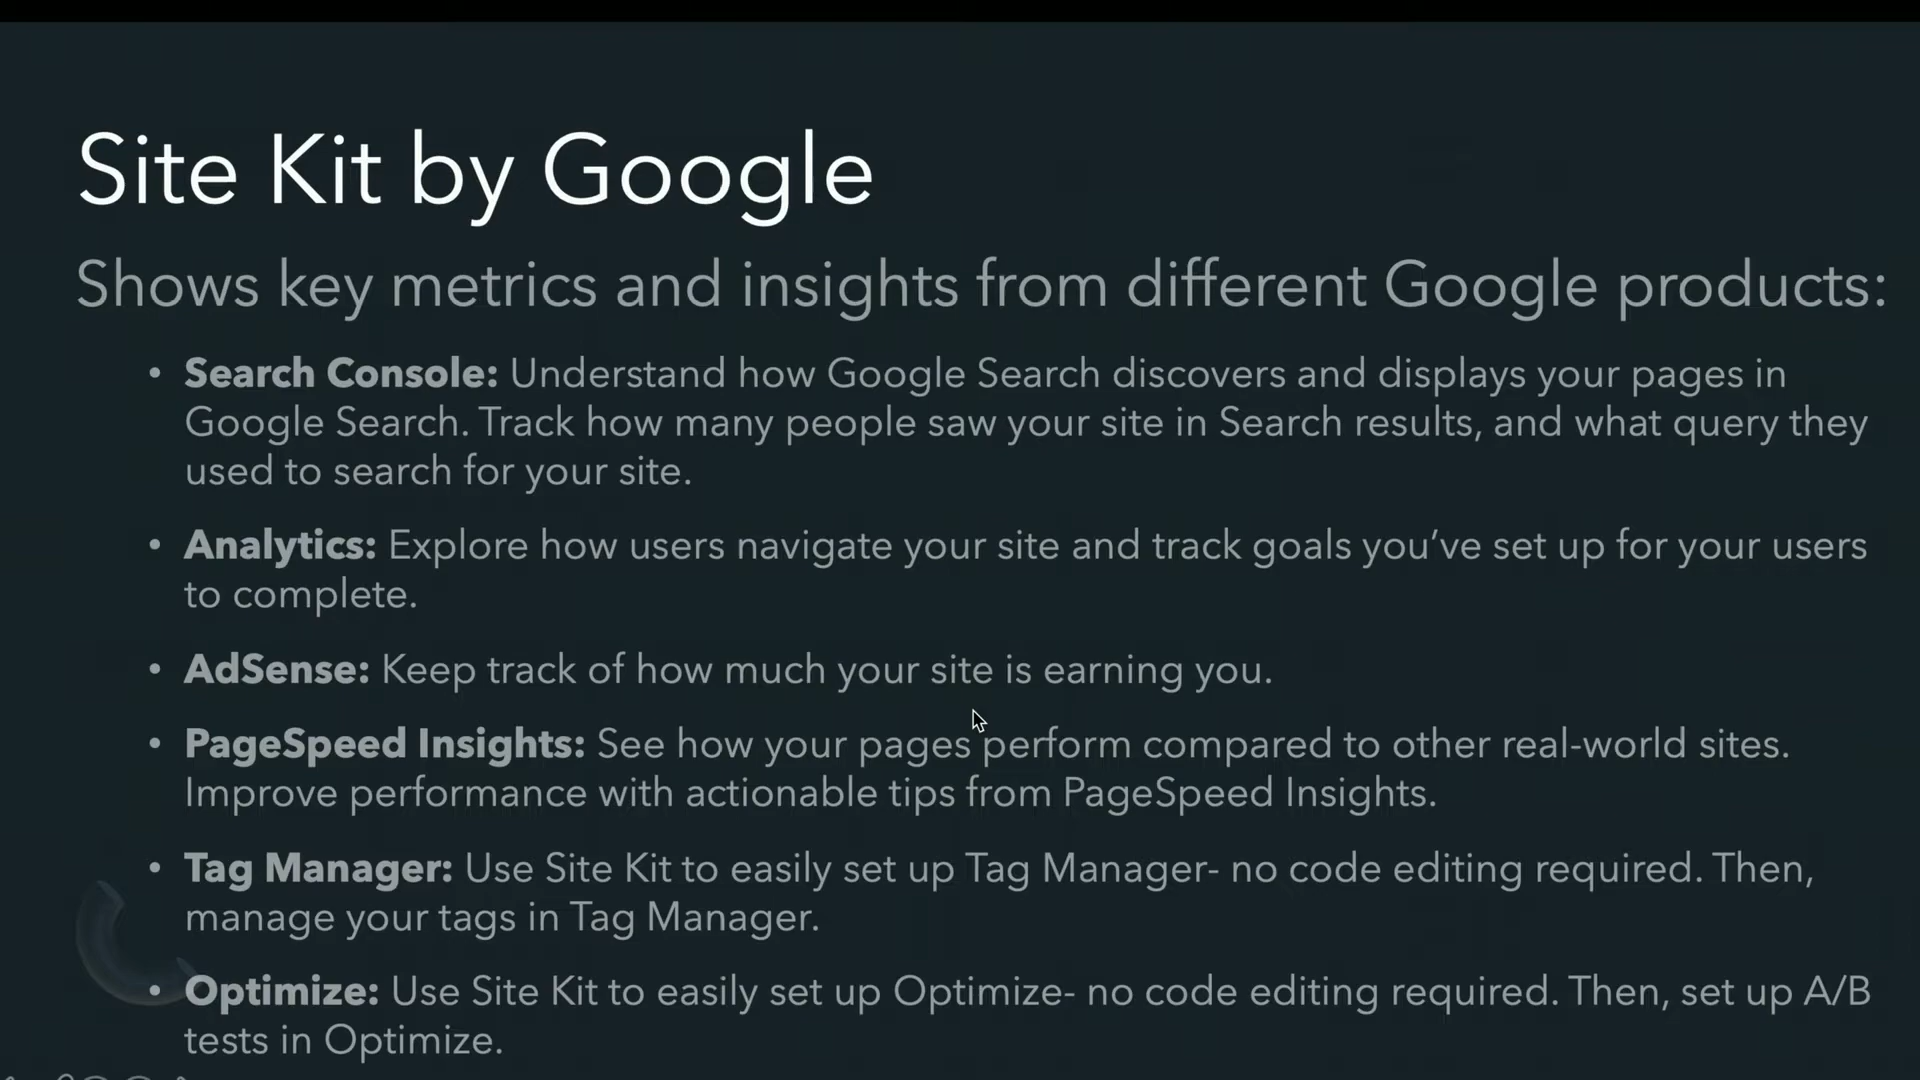 Site Kit by Google
Shows key metrics and insights from different Google products:
• Search Console: Understand how Google Search discovers and displays your pages in
Google Search. Track how many people saw your site in Search results, and what query they
used to search for your site.
• Analytics: Explore how users navigate your site and track goals you’ve set up for your users
to complete.
• AdSense: Keep track of how much your site is earning you.
• PageSpeed Insights: See how your pages perform compared to other real-world sites.
Improve performance with actionable tips from PageSpeed Insights.
• Tag Manager: Use Site Kit to easily set up Tag Manager- no code editing required. Then,
manage your tags in Tag Manager.
• Optimize: Use Site Kit to easily set up Optimize- no code editing required. Then, set up A/B
tests in Optimize.